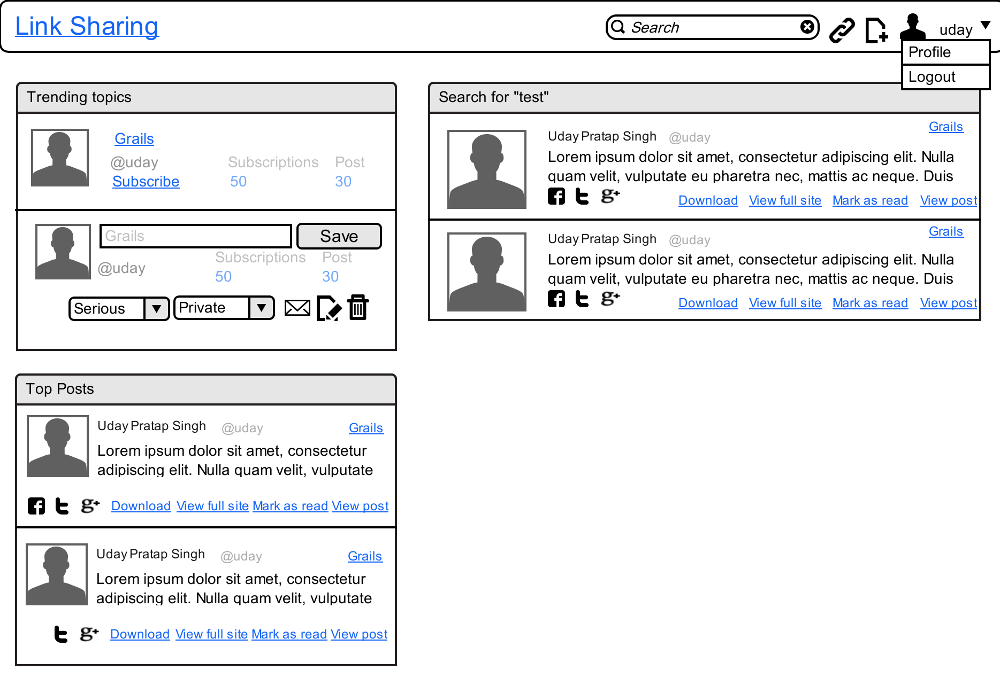 Link Sharing
Search
uday
Profile
Logout
Trending topics
Grails
@uday
Subscriptions
Post
Subscribe
50
30
Grails
Save
@uday
Subscriptions
Post
50
30
Serious
Private
Top Posts
Uday Pratap Singh @uday Grails
Lorem ipsum dolor sit amet, consectetur
adipiscing elit. Nulla quam velit, vulputate
g+
Download View full site Mark as read View post
Uday Pratap Singh @uday Grails
Lorem ipsum dolor sit amet, consectetur
adipiscing elit. Nulla quam velit, vulputate
g+
Download View full site Mark as read View post
Search for "test"
Uday Pratap Singh @uday Grails
Lorem ipsum dolor sit amet, consectetur adipiscing elit. Nulla
quam velit, vulputate eu pharetra nec, mattis ac neque. Duis
g+
Download View full site Mark as read View post
Uday Pratap Singh @uday Grails
Lorem ipsum dolor sit amet, consectetur adipiscing elit. Nulla
quam velit, vulputate eu pharetra nec, mattis ac neque. Duis
g+
Download View full site Mark as read View post